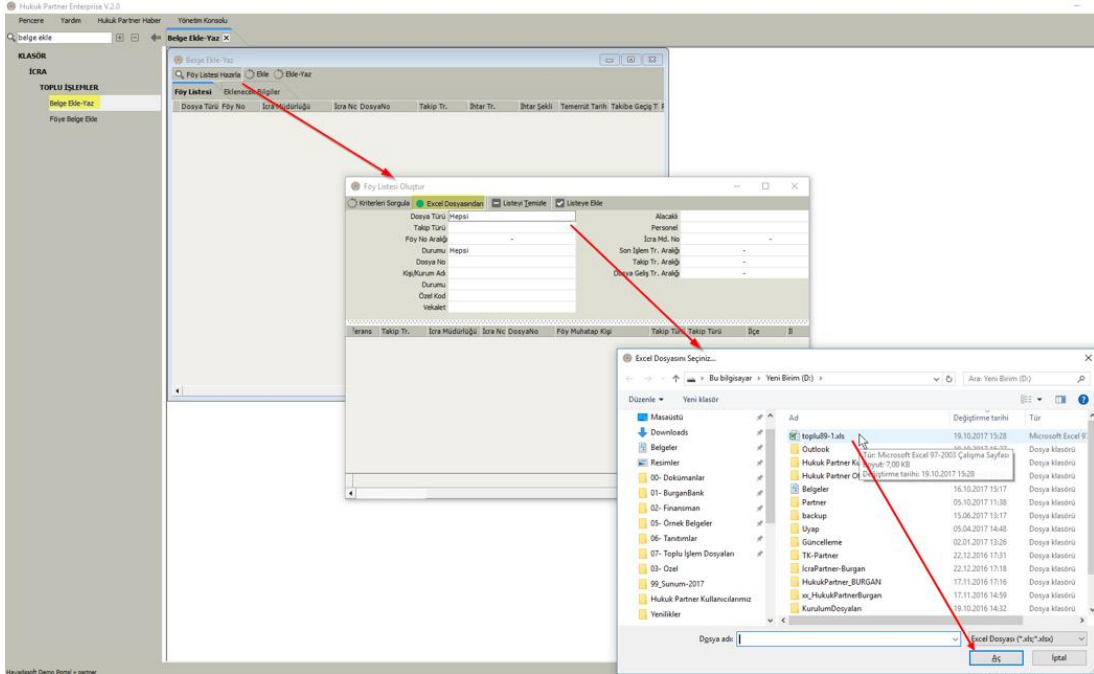 Hukuk Partner Enterprise V.2.0
Pencere Yardım Hukuk Partner Haber Yönetim Konsolu
belge ekle
Belge Ekle-Yaz X
KLASÖR
İCRA
TOPLU İŞLEMLER
Belge Ekle-Yaz
Föye Belge Ekle
Belge Ekle-Yaz
Föy Listesi Hazırla Ekle Ekle-Yaz
Föy Listesi Eklenecek Bilgiler
Dosya Türü Föy No İcra Müdürlüğü İcra No DosyaNo Takip Tr. İhtar Tr. İhtar Şekli Temerrüt Tarih Takibe Geçiş T
Föy Listesi Oluştur
Kriterleri Sorgula Excel Dosyasından Listeyi Temizle Listeye Ekle
Dosya Türü Hepsi Alacaklı
Takip Türü Personel
Föy No Aralığı - İcra Md. No -
Durumu Hepsi Son İşlem Tr. Aralığı -
Dosya No Takip Tr. Aralığı -
Kişi/Kurum Adı Dosya Geliş Tr. Aralığı -
Durumu
Özel Kod
Vekalet
ferans Takip Tr. İcra Müdürlüğü İcra No DosyaNo Föy Muhatap Kişi Takip Türü Takip Türü İlçe İl
Excel Dosyasını Seçiniz...
Bu bilgisayar > Yeni Birim (D:) >
Ara: Yeni Birim (D:)
Düzenle Yeni klasör
Masaüstü
Downloads
Belgeler
Resimler
00- Dokümanlar
01- BurganBank
02- Finansman
05- Örnek Belgeler
06- Tanıtımlar
07- Toplu İşlem Dosyaları
03- Ozel
99_Sunum-2017
Hukuk Partner Kullanıcılarımız
Yenilikler
Ad Değiştirme tarihi Tür
toplu89-1.xls 19.10.2017 15:28 Microsoft Excel 9
Outlook Dosya klasörü
Hukuk Partner Dosya klasörü
Hukuk Partner Dosya klasörü
Tür: Microsoft Excel 97-2003 Çalışma Sayfası
Boyut: 7,00 KB
Değiştirme tarihi: 19.10.2017 15:28
Belgeler 16.10.2017 15:17 Dosya klasörü
Partner 05.10.2017 11:38 Dosya klasörü
backup 15.06.2017 13:17 Dosya klasörü
Uyap 05.04.2017 14:48 Dosya klasörü
Güncelleme 02.01.2017 13:26 Dosya klasörü
TK-Partner 22.12.2016 17:31 Dosya klasörü
İcraPartner-Burgan 22.12.2016 17:18 Dosya klasörü
HukukPartner_BURGAN 17.11.2016 17:16 Dosya klasörü
xx_HukukPartnerBurgan 17.11.2016 14:59 Dosya klasörü
KurulumDosyaları 19.10.2016 14:32 Dosya klasörü
Dosya adı: Excel Dosyası (*.xls;*.xlsx)
Aç İptal
Havadasoft Demo Portal + partner